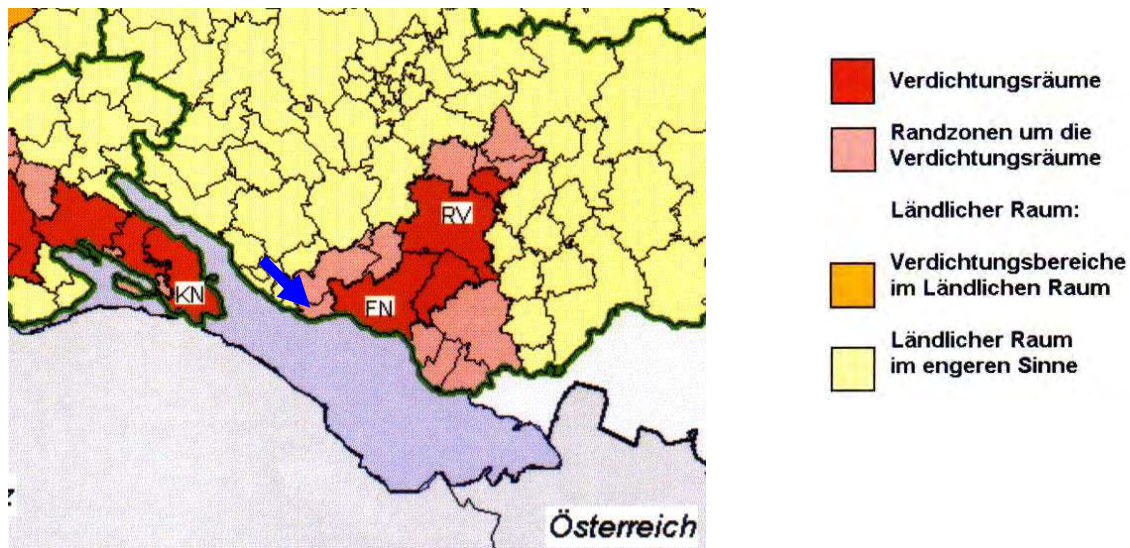 RV
KN
FN
Österreich
Verdichtungsräume
Randzonen um die
Verdichtungsräume
Ländlicher Raum:
Verdichtungsbereiche
im Ländlichen Raum
Ländlicher Raum
im engeren Sinne